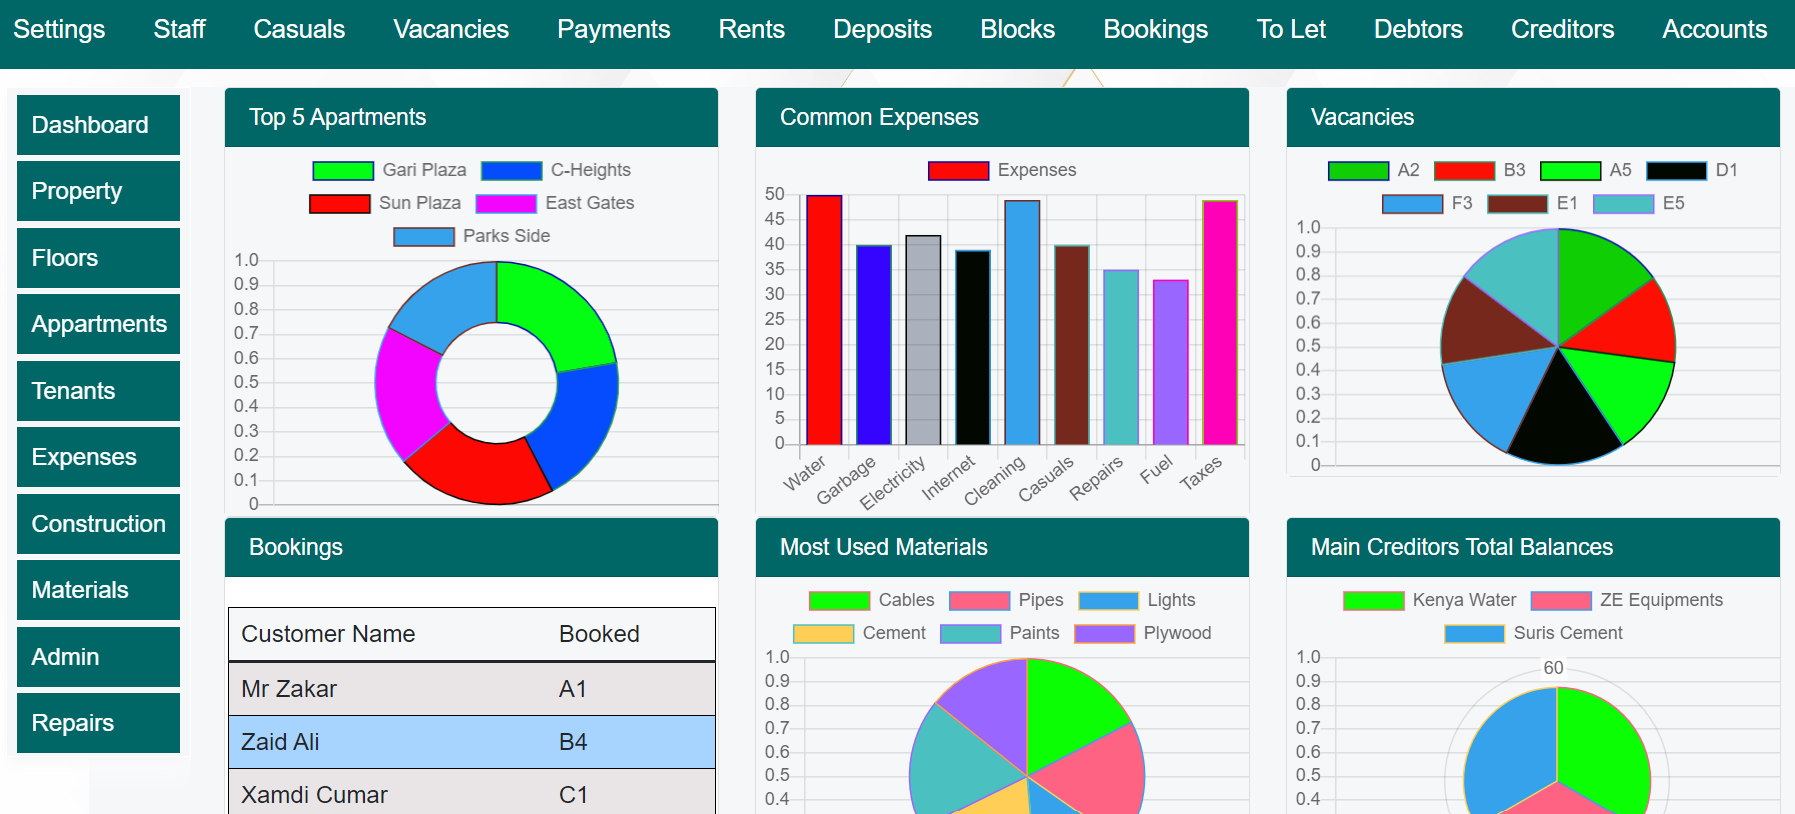 Settings Staff Casuals Vacancies Payments Rents Deposits Blocks Bookings To Let Debtors Creditors Accounts
Dashboard
Property
Floors
Appartments
Tenants
Expenses
Construction
Materials
Admin
Repairs
Top 5 Apartments
Gari Plaza C-Heights
Sun Plaza East Gates
Parks Side
1.0
0.9
0.8
0.7
0.6
0.5
0.4
0.3
0.2
0.1
0
Common Expenses
Expenses
50
45
40
35
30
25
20
15
10
5
0
Water Garbage Electricity Internet Cleaning Casuals Repairs Fuel Taxes
Vacancies
A2 B3 A5 D1
F3 E1 E5
1.0
0.9
0.8
0.7
0.6
0.5
0.4
0.3
0.2
0.1
0
Bookings
Customer Name Booked
Mr Zakar A1
Zaid Ali B4
Xamdi Cumar C1
Most Used Materials
Cables Pipes Lights
Cement Paints Plywood
1.0
0.9
0.8
0.7
0.6
0.5
0.4
Main Creditors Total Balances
Kenya Water ZE Equipments
Suris Cement
1.0
0.9
0.8
0.7
0.6
0.5
0.4
60